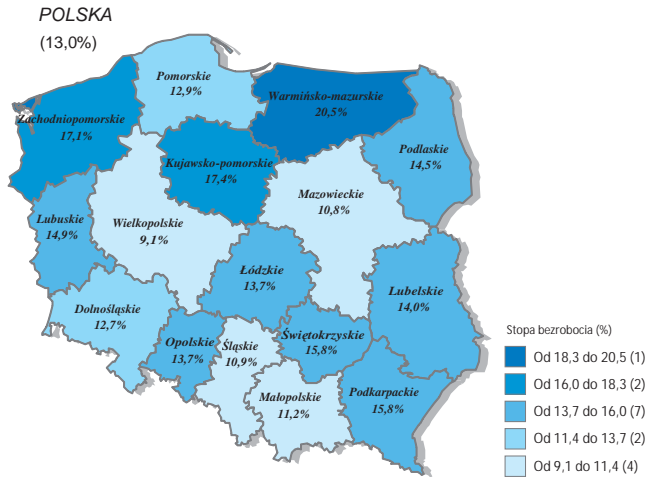 POLSKA
(13,0%)
Pomorskie
12,9%
Warmińsko-mazurskie
20,5%
Zachodniopomorskie
17,1%
Podlaskie
14,5%
Kujawsko-pomorskie
17,4%
Mazowieckie
10,8%
Lubuskie
14,9%
Wielkopolskie
9,1%
Łódzkie
13,7%
Lubelskie
14,0%
Dolnośląskie
12,7%
Opolskie
13,7%
Śląskie
10,9%
Świętokrzyskie
15,8%
Małopolskie
11,2%
Podkarpackie
15,8%
Stopa bezrobocia (%)
Od 18,3 do 20,5 (1)
Od 16,0 do 18,3 (2)
Od 13,7 do 16,0 (7)
Od 11,4 do 13,7 (2)
Od 9,1 do 11,4 (4)